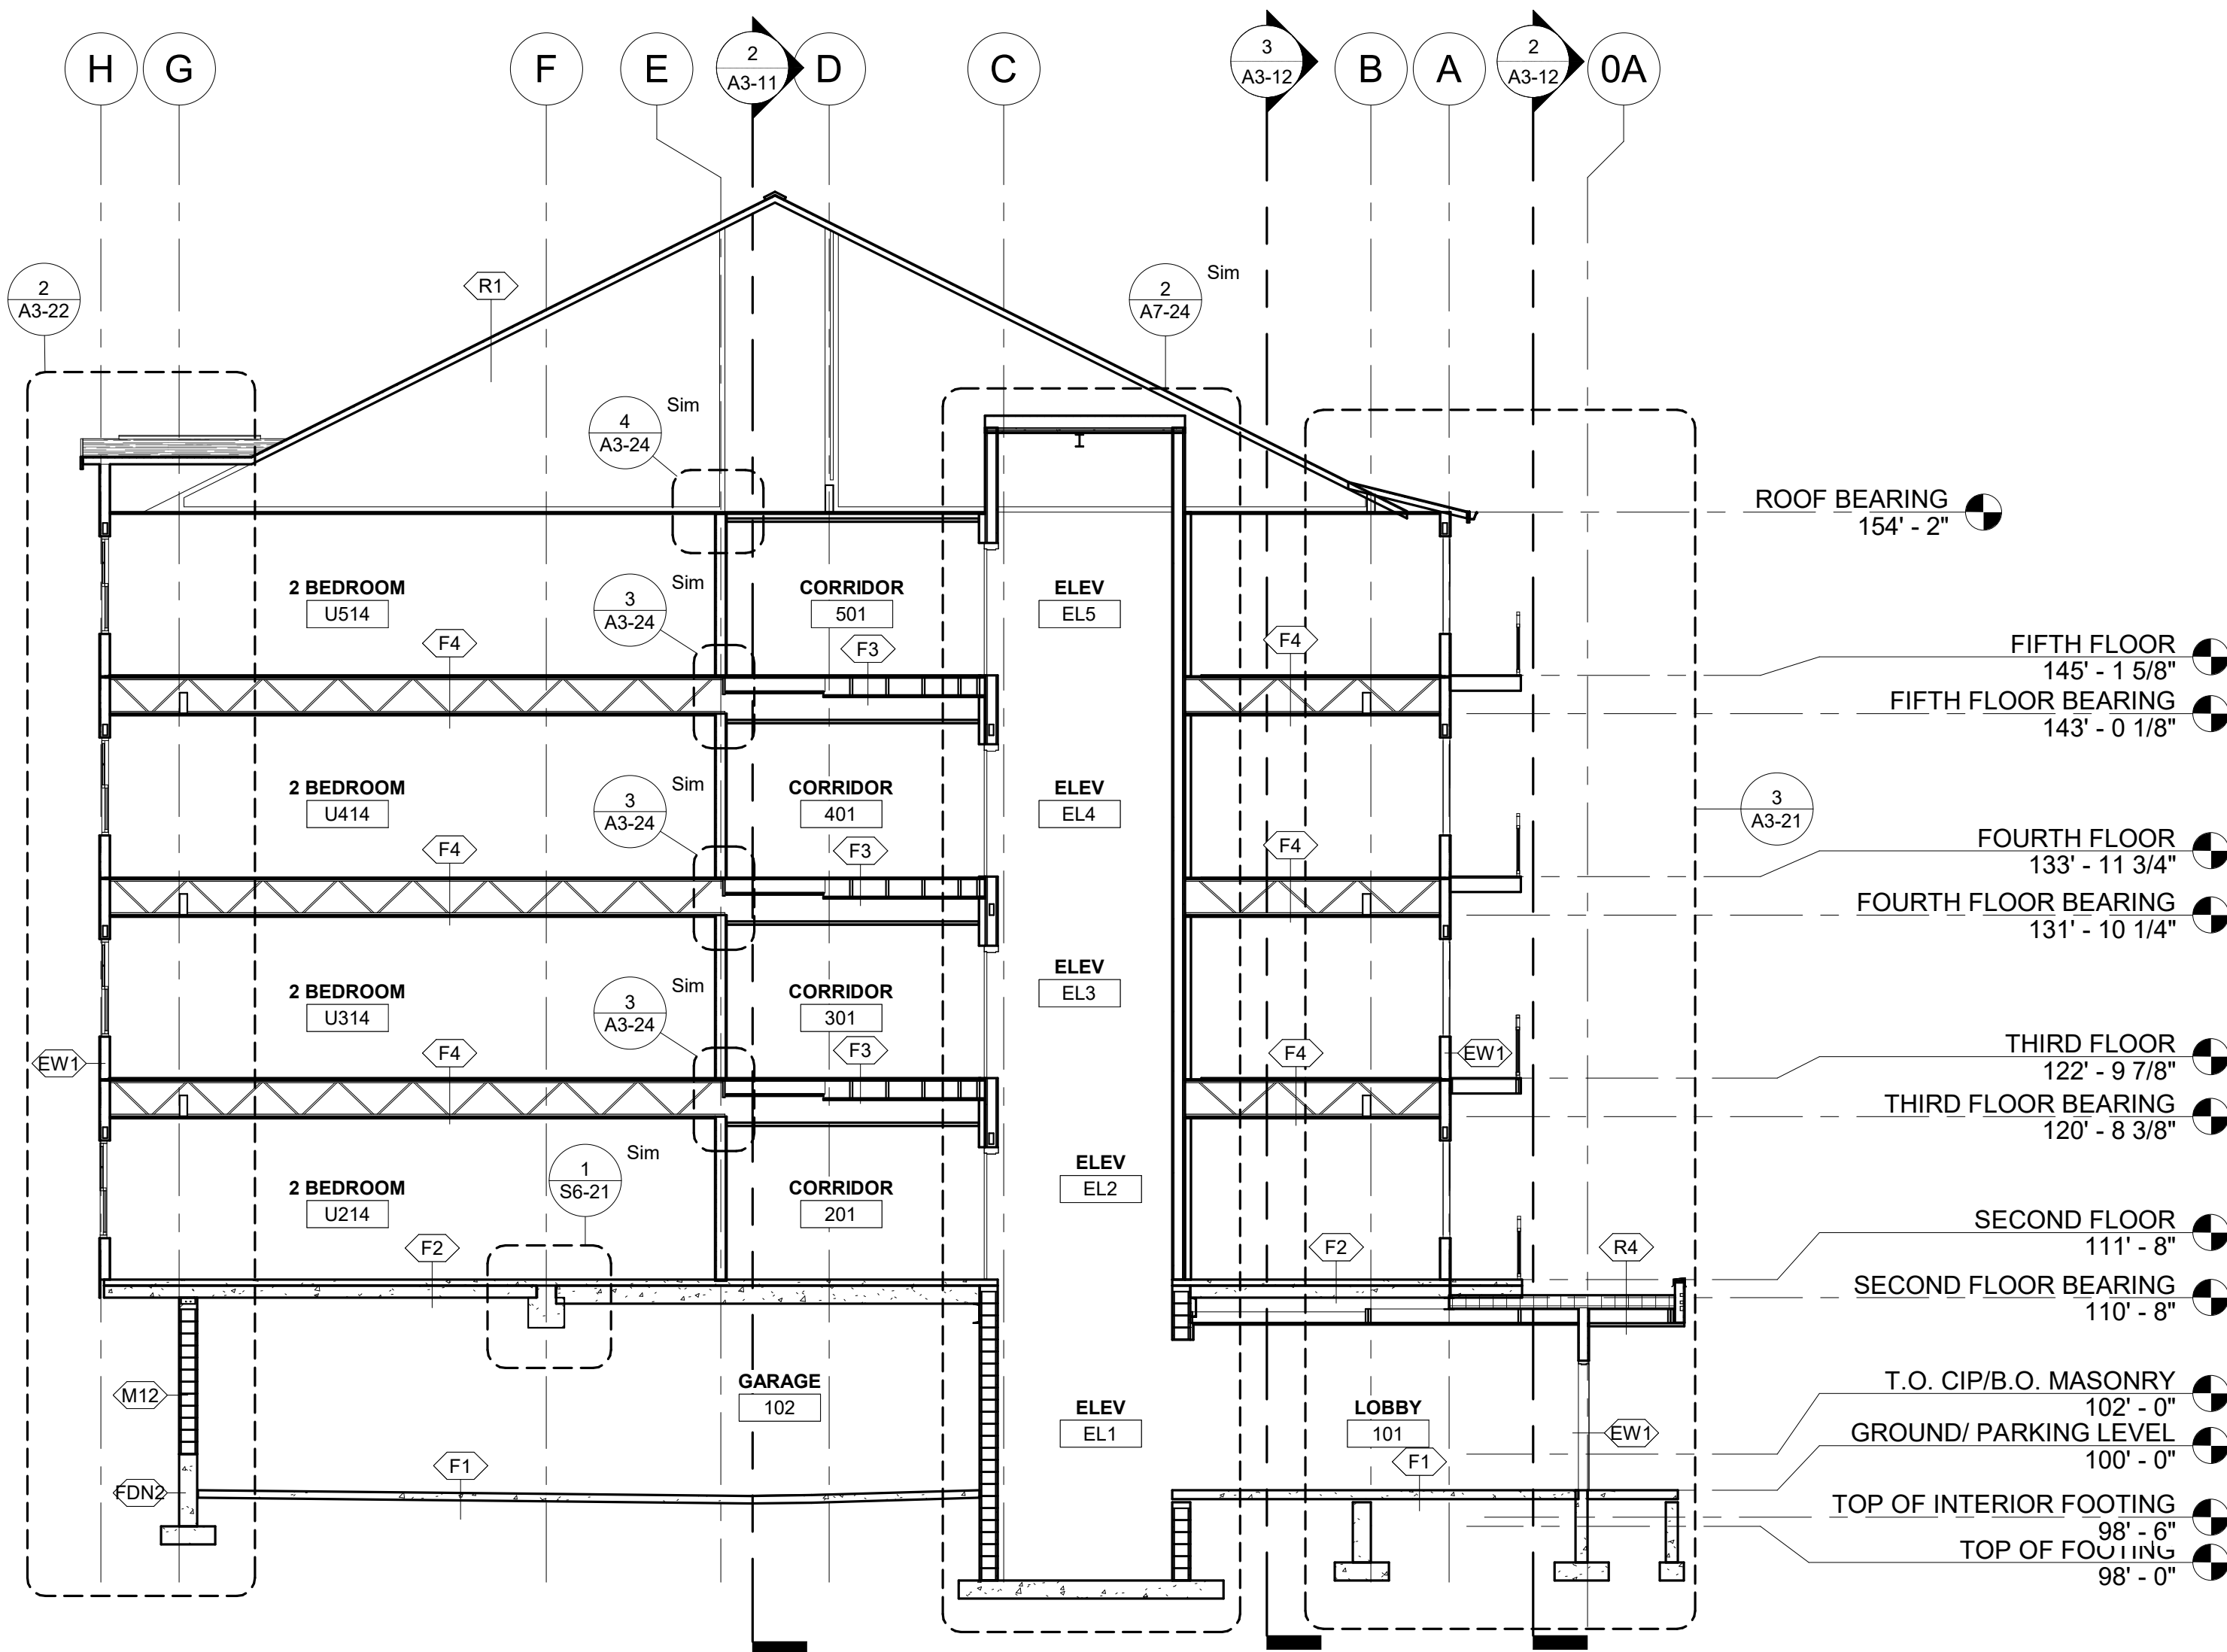 H
G
F
E
2
A3-11
D
C
3
A3-12
B
A
2
A3-12
0A
2
A3-22
R1
2
A7-24
Sim
4
A3-24
Sim
ROOF BEARING
154' - 2"
2 BEDROOM
U514
3
A3-24
Sim
CORRIDOR
501
ELEV
EL5
F4
F3
F4
FIFTH FLOOR
145' - 1 5/8"
FIFTH FLOOR BEARING
143' - 0 1/8"
2 BEDROOM
U414
3
A3-24
Sim
CORRIDOR
401
ELEV
EL4
3
A3-21
F4
F3
F4
FOURTH FLOOR
133' - 11 3/4"
FOURTH FLOOR BEARING
131' - 10 1/4"
2 BEDROOM
U314
3
A3-24
Sim
CORRIDOR
301
ELEV
EL3
EW1
F4
F3
F4
EW1
THIRD FLOOR
122' - 9 7/8"
THIRD FLOOR BEARING
120' - 8 3/8"
2 BEDROOM
U214
1
S6-21
Sim
CORRIDOR
201
ELEV
EL2
F2
F2
R4
SECOND FLOOR
111' - 8"
SECOND FLOOR BEARING
110' - 8"
M12
GARAGE
102
ELEV
EL1
LOBBY
101
EW1
T.O. CIP/B.O. MASONRY
102' - 0"
GROUND/ PARKING LEVEL
100' - 0"
FDN2
F1
F1
TOP OF INTERIOR FOOTING
98' - 6"
TOP OF FOOTING
98' - 0"